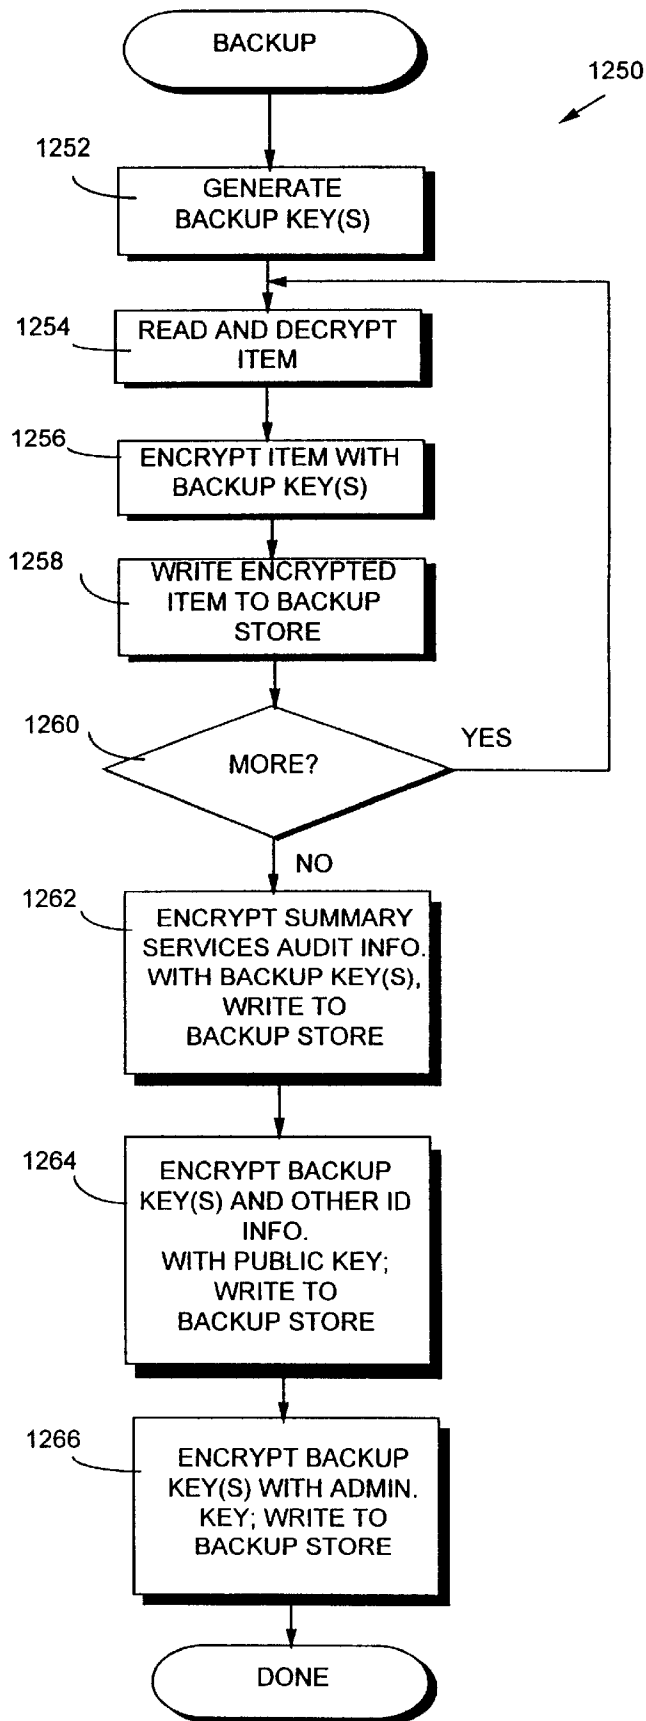 BACKUP
1250
1252
GENERATE
BACKUP KEY(S)
1254
READ AND DECRYPT
ITEM
1256
ENCRYPT ITEM WITH
BACKUP KEY(S)
1258
WRITE ENCRYPTED
ITEM TO BACKUP
STORE
1260
MORE?
YES
NO
1262
ENCRYPT SUMMARY
SERVICES AUDIT INFO.
WITH BACKUP KEY(S),
WRITE TO
BACKUP STORE
1264
ENCRYPT BACKUP
KEY(S) AND OTHER ID
INFO.
WITH PUBLIC KEY;
WRITE TO
BACKUP STORE
1266
ENCRYPT BACKUP
KEY(S) WITH ADMIN.
KEY; WRITE TO
BACKUP STORE
DONE